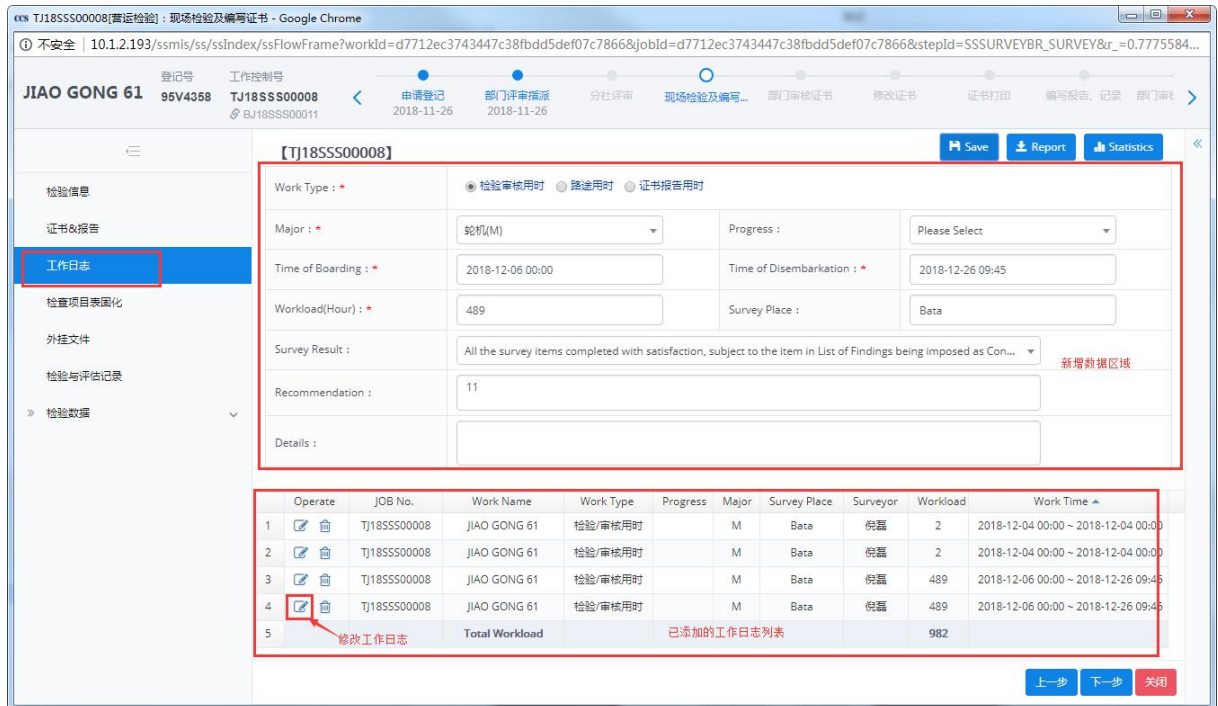 ccs TJ18SSS00008[营运检验]：现场检验及编写证书 - Google Chrome
不安全 | 10.1.2.193/ssmis/ss/ssIndex/ssFlowFrame?workId=d7712ec3743447c38fbdd5def07c7866&jobId=d7712ec3743447c38fbdd5def07c7866&stepId=SSSURVEYBR_SURVEY&r_=0.7775584...
JIAO GONG 61
登记号
95V4358
工作控制号
TJ18SSS00008
BJ18SSS00011
申请登记
2018-11-26
部门评审指派
2018-11-26
分社评审
现场检验及编写...
部门审核证书
修改证书
证书打印
编写报告、记录
部门审核
检验信息
证书&报告
工作日志
检查项目表固化
外挂文件
检验与评估记录
检验数据
【TJ18SSS00008】
Save Report Statistics
Work Type : * 检验审核用时 路途用时 证书报告用时
Major : * 轮机(M) Progress : Please Select
Time of Boarding : * 2018-12-06 00:00 Time of Disembarkation : * 2018-12-26 09:45
Workload(Hour) : * 489 Survey Place : Bata
Survey Result : All the survey items completed with satisfaction, subject to the item in List of Findings being imposed as Con...
新增数据区域
Recommendation : 11
Details :
Operate JOB No. Work Name Work Type Progress Major Survey Place Surveyor Workload Work Time
1 TJ18SSS00008 JIAO GONG 61 检验/审核用时 M Bata 倪磊 2 2018-12-04 00:00 ~ 2018-12-04 00:00
2 TJ18SSS00008 JIAO GONG 61 检验/审核用时 M Bata 倪磊 2 2018-12-04 00:00 ~ 2018-12-04 00:00
3 TJ18SSS00008 JIAO GONG 61 检验/审核用时 M Bata 倪磊 489 2018-12-06 00:00 ~ 2018-12-26 09:45
4 TJ18SSS00008 JIAO GONG 61 检验/审核用时 M Bata 倪磊 489 2018-12-06 00:00 ~ 2018-12-26 09:45
5 Total Workload 982
修改工作日志
已添加的工作日志列表
上一步 下一步 关闭